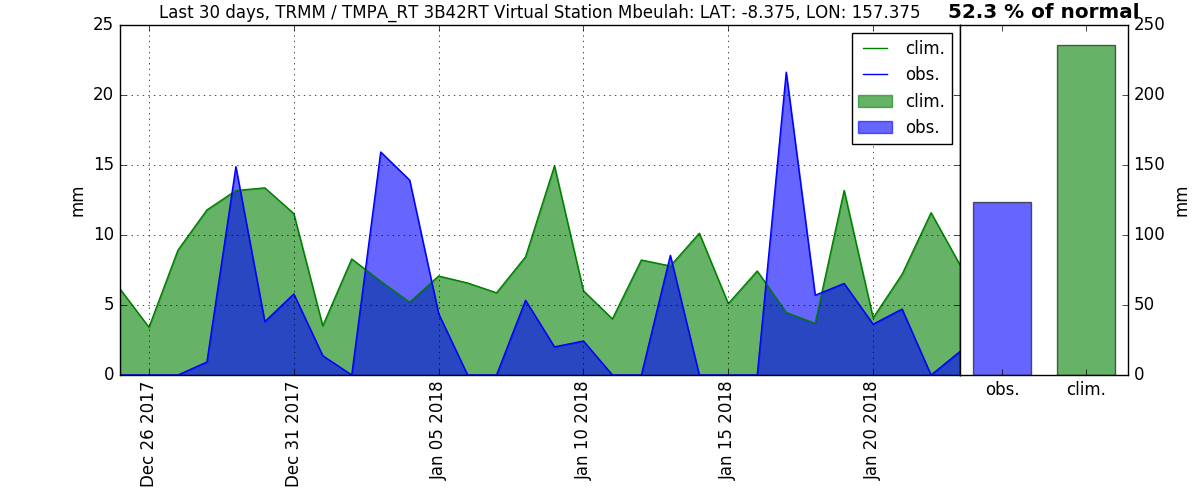 Last 30 days, TRMM / TMPA_RT 3B42RT Virtual Station Mbeulah: LAT: -8.375, LON: 157.375
52.3 % of normal
25
20
15
10
5
0
mm
clim.
obs.
clim.
obs.
Dec 26 2017
Dec 31 2017
Jan 05 2018
Jan 10 2018
Jan 15 2018
Jan 20 2018
250
200
150
100
50
0
mm
obs.
clim.